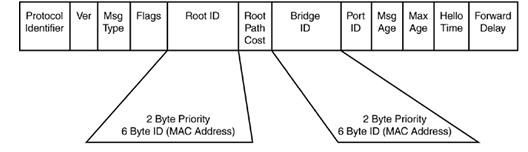 Protocol
Identifier
Ver
Msg
Type
Flags
Root ID
Root
Path
Cost
Bridge
ID
Port
ID
Msg
Age
Max
Age
Hello
Time
Forward
Delay
2 Byte Priority
6 Byte ID (MAC Address)
2 Byte Priority
6 Byte ID (MAC Address)